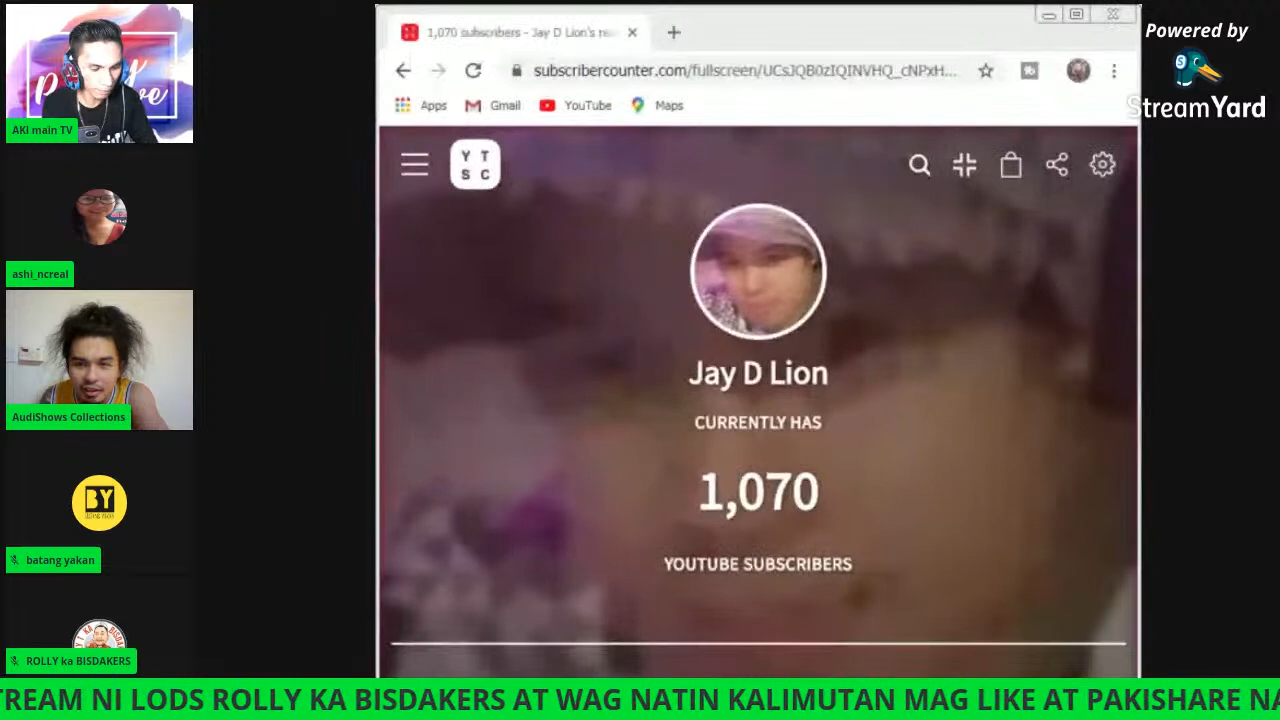 1,070 subscribers - Jay D Lion's re
subscribercounter.com/fullscreen/UCsJQB0zIQINVHQ_cNPxH...
Apps Gmail YouTube Maps
Y T
S C
Jay D Lion
CURRENTLY HAS
1,070
YOUTUBE SUBSCRIBERS
Powered by
StreamYard
AKI main TV
ashi_ncreal
AudiShows Collections
BY
batang yakan
ROLLY ka BISDAKERS
TREAM NI LODS ROLLY KA BISDAKERS AT WAG NATIN KALIMUTAN MAG LIKE AT PAKISHARE NA